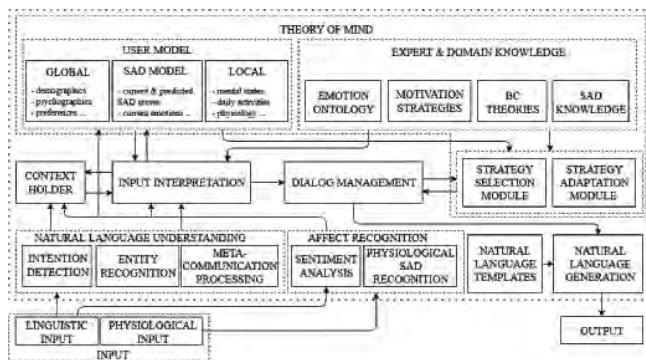 THEORY OF MIND
USER MODEL
GLOBAL
- demographics
- psychographics
- preferences ...
SAD MODEL
- current & predicted
SAD scores
- current emotions ...
LOCAL
- mental states
- daily activities
- physiology ...
EXPERT & DOMAIN KNOWLEDGE
EMOTION
ONTOLOGY
MOTIVATION
STRATEGIES
BC
THEORIES
SAD
KNOWLEDGE
CONTEXT
HOLDER
INPUT INTERPRETATION
DIALOG MANAGEMENT
STRATEGY
SELECTION
MODULE
STRATEGY
ADAPTATION
MODULE
NATURAL LANGUAGE UNDERSTANDING
INTENTION
DETECTION
ENTITY
RECOGNITION
META-
COMMUNICATION
PROCESSING
AFFECT RECOGNITION
SENTIMENT
ANALYSIS
PHYSIOLOGICAL
SAD
RECOGNITION
NATURAL
LANGUAGE
TEMPLATES
NATURAL
LANGUAGE
GENERATION
LINGUISTIC
INPUT
PHYSIOLOGICAL
INPUT
INPUT
OUTPUT